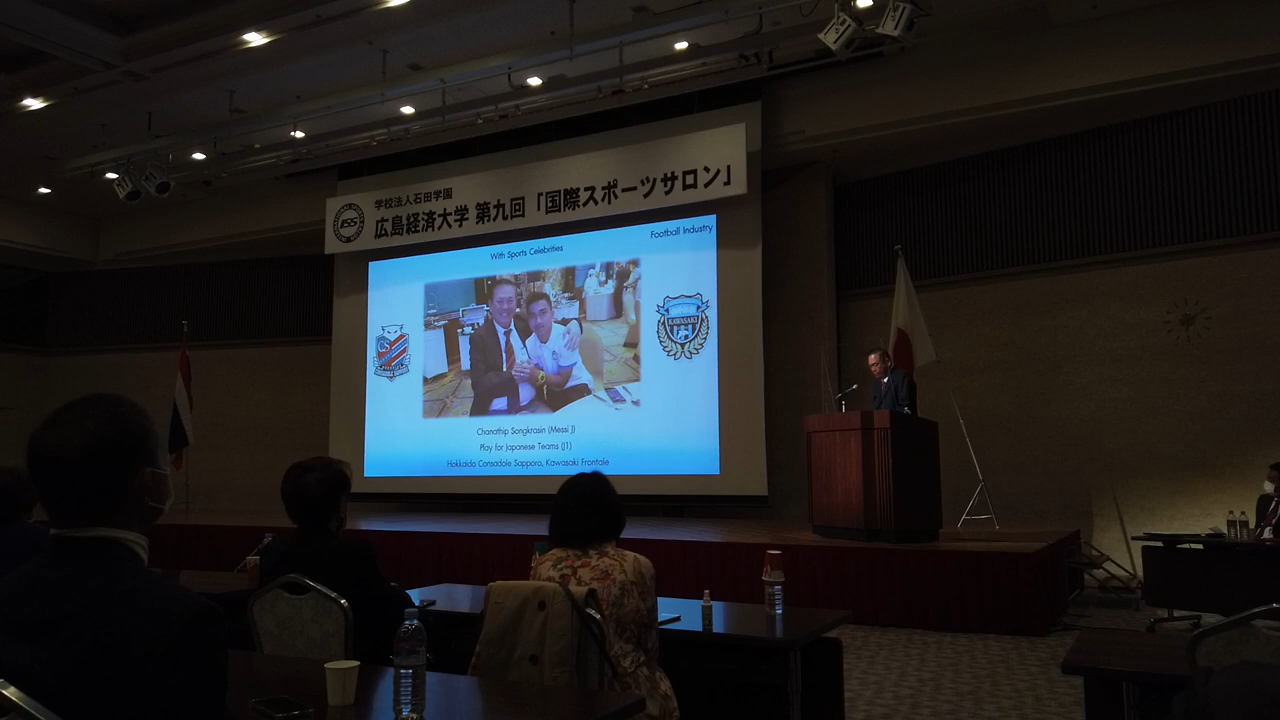 学校法人石田学園
広島経済大学 第九回「国際スポーツサロン」
ISS
Football Industry
With Sports Celebrities
CS
KAWASAKI
Chanathip Songkrasin (Messi J)
Play for Japanese Teams (J1)
Hokkaido Consadole Sapporo, Kawasaki Frontale